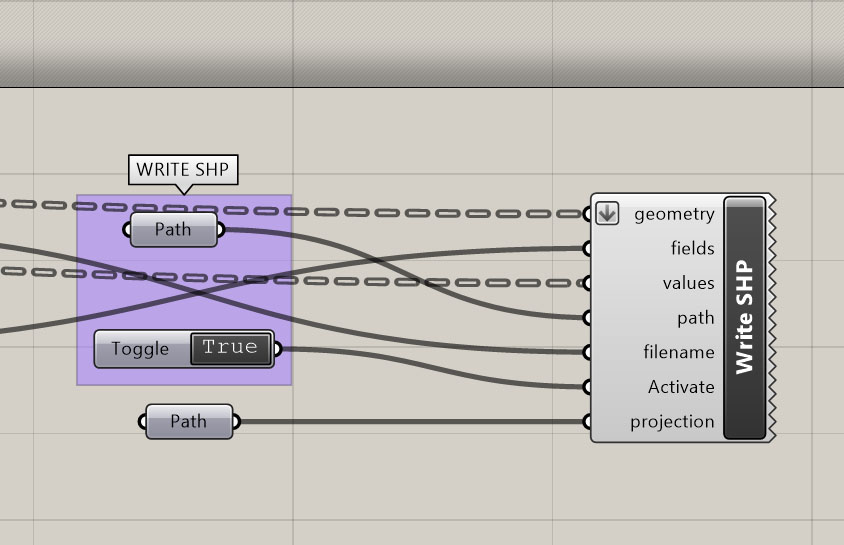 WRITE SHP
Path
Toggle True
Path
geometry
fields
values
path
filename
Activate
projection
Write SHP